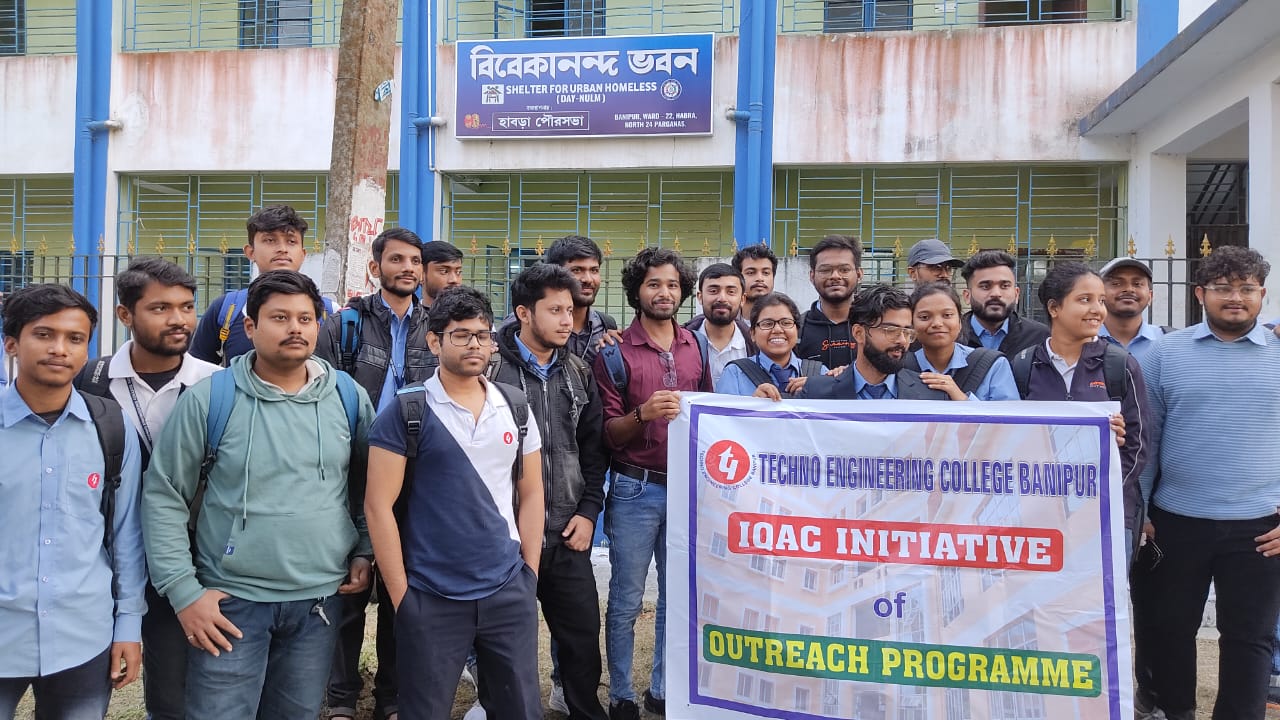 বিবেকানন্দ ভবন
SHELTER FOR URBAN HOMELESS
(DAY-NULM)
হাবড়া পৌরসভা
BANIPUR, WARD - 22, HABRA,
NORTH 24 PARGANAS.
TECHNO ENGINEERING COLLEGE BANIPUR
IQAC INITIATIVE
of
OUTREACH PROGRAMME